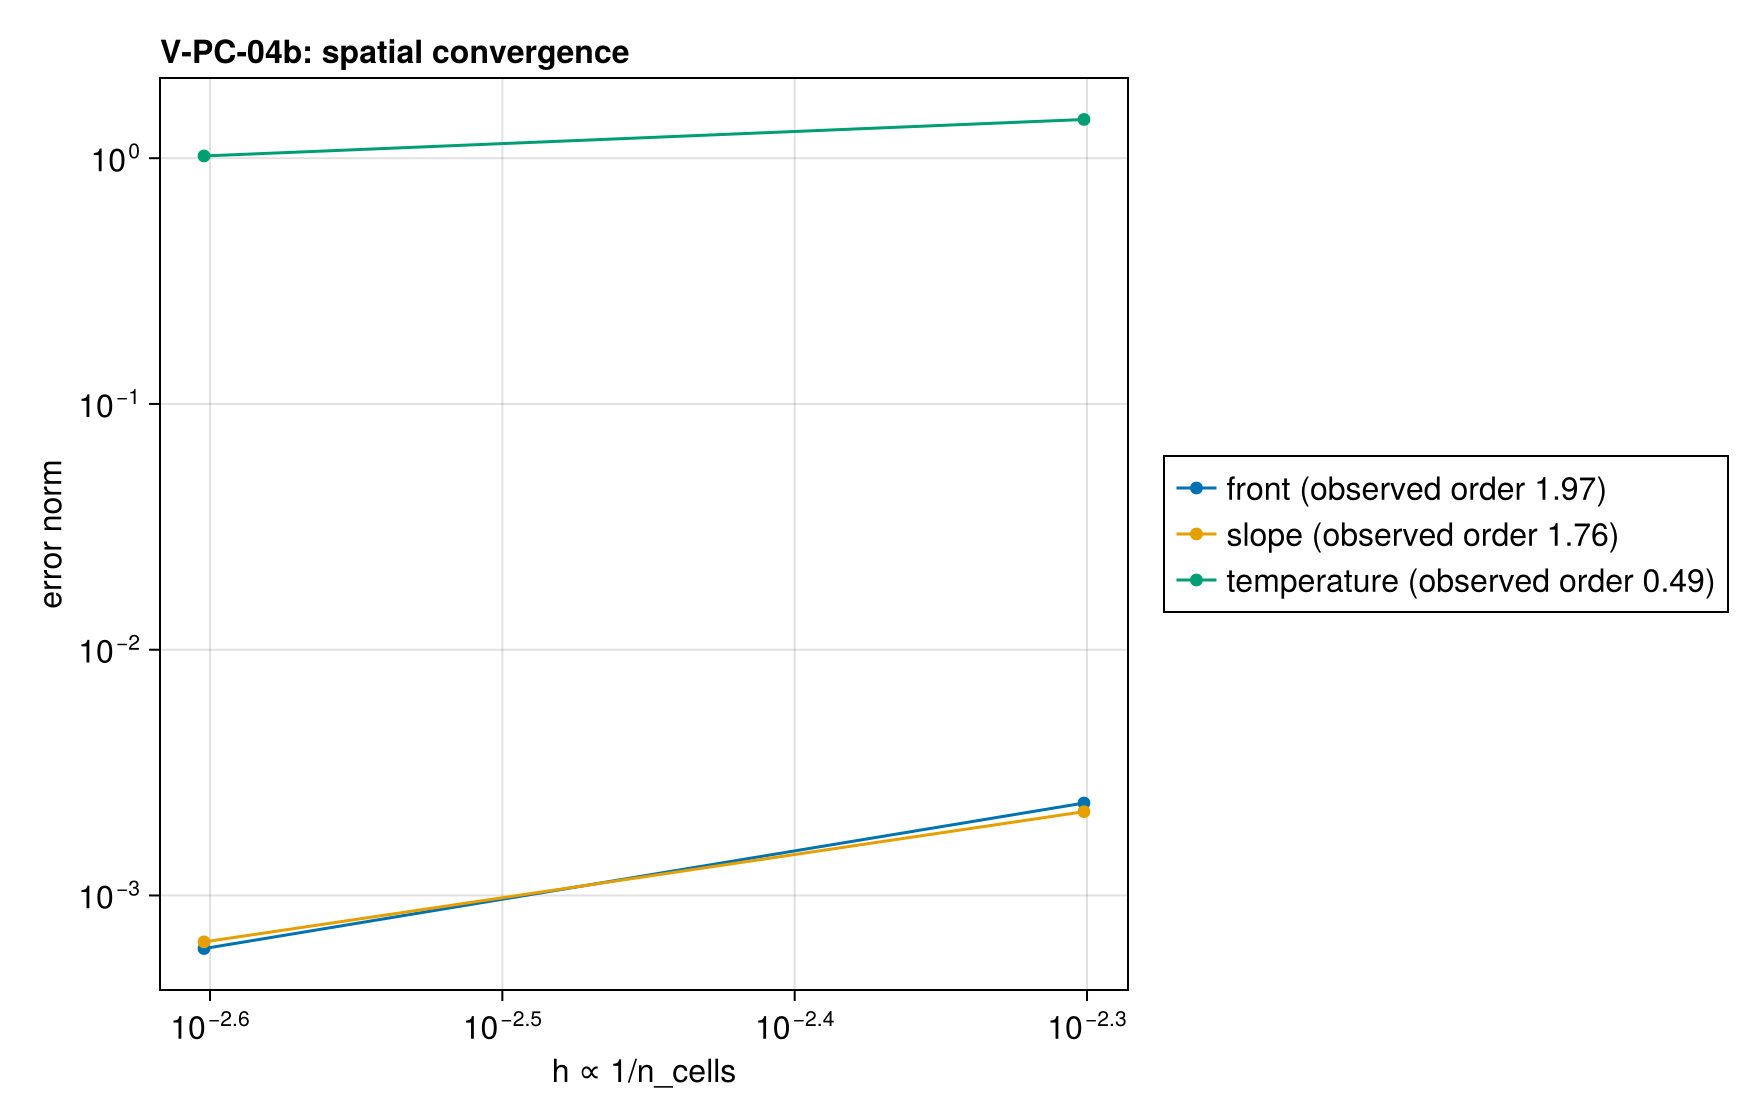 V-PC-04b: spatial convergence
10⁰
10⁻¹
10⁻²
10⁻³
error norm
10⁻²·⁶
10⁻²·⁵
10⁻²·⁴
10⁻²·³
h ∝ 1/n_cells
front (observed order 1.97)
slope (observed order 1.76)
temperature (observed order 0.49)